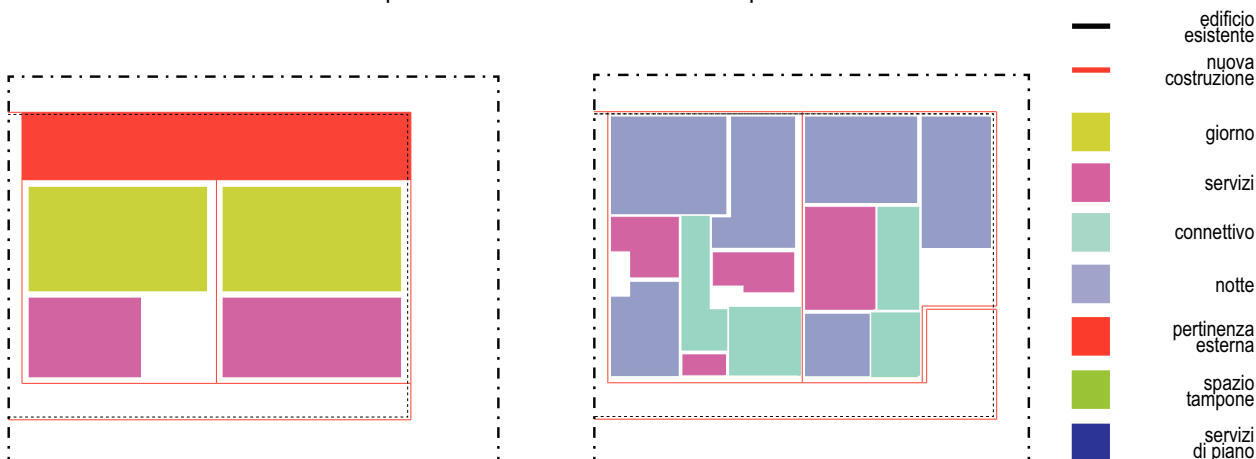 edificio
esistente
nuova
costruzione
giorno
servizi
connettivo
notte
pertinenza
esterna
spazio
tampone
servizi
di piano